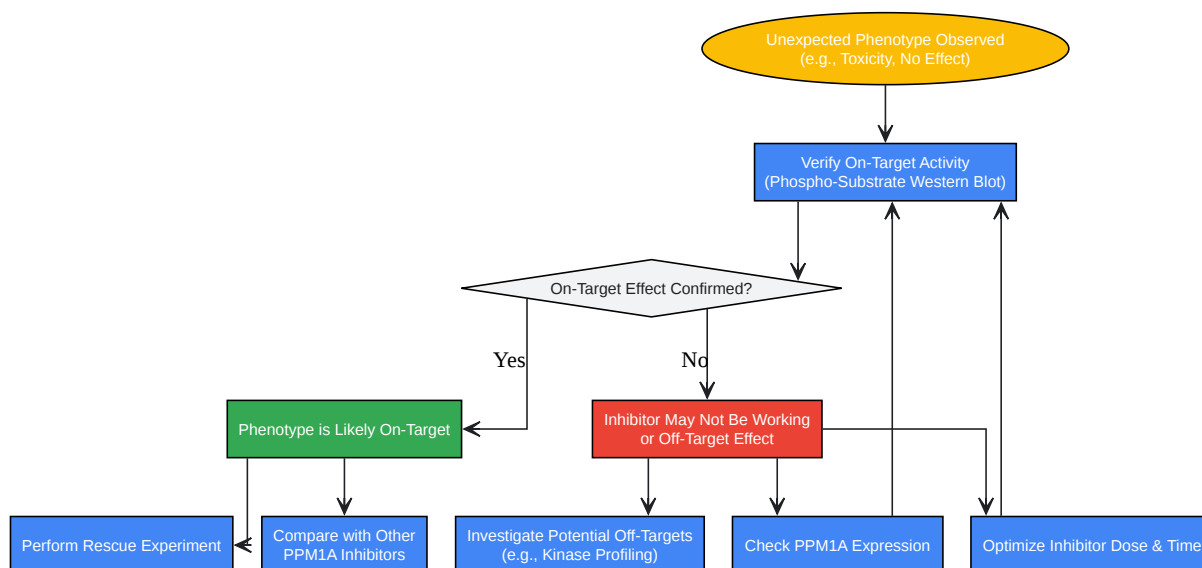 Unexpected Phenotype Observed
(e.g., Toxicity, No Effect)
Verify On-Target Activity
(Phospho-Substrate Western Blot)
On-Target Effect Confirmed?
Yes
No
Phenotype is Likely On-Target
Inhibitor May Not Be Working
or Off-Target Effect
Perform Rescue Experiment
Compare with Other
PPM1A Inhibitors
Investigate Potential Off-Targets
(e.g., Kinase Profiling)
Check PPM1A Expression
Optimize Inhibitor Dose & Time